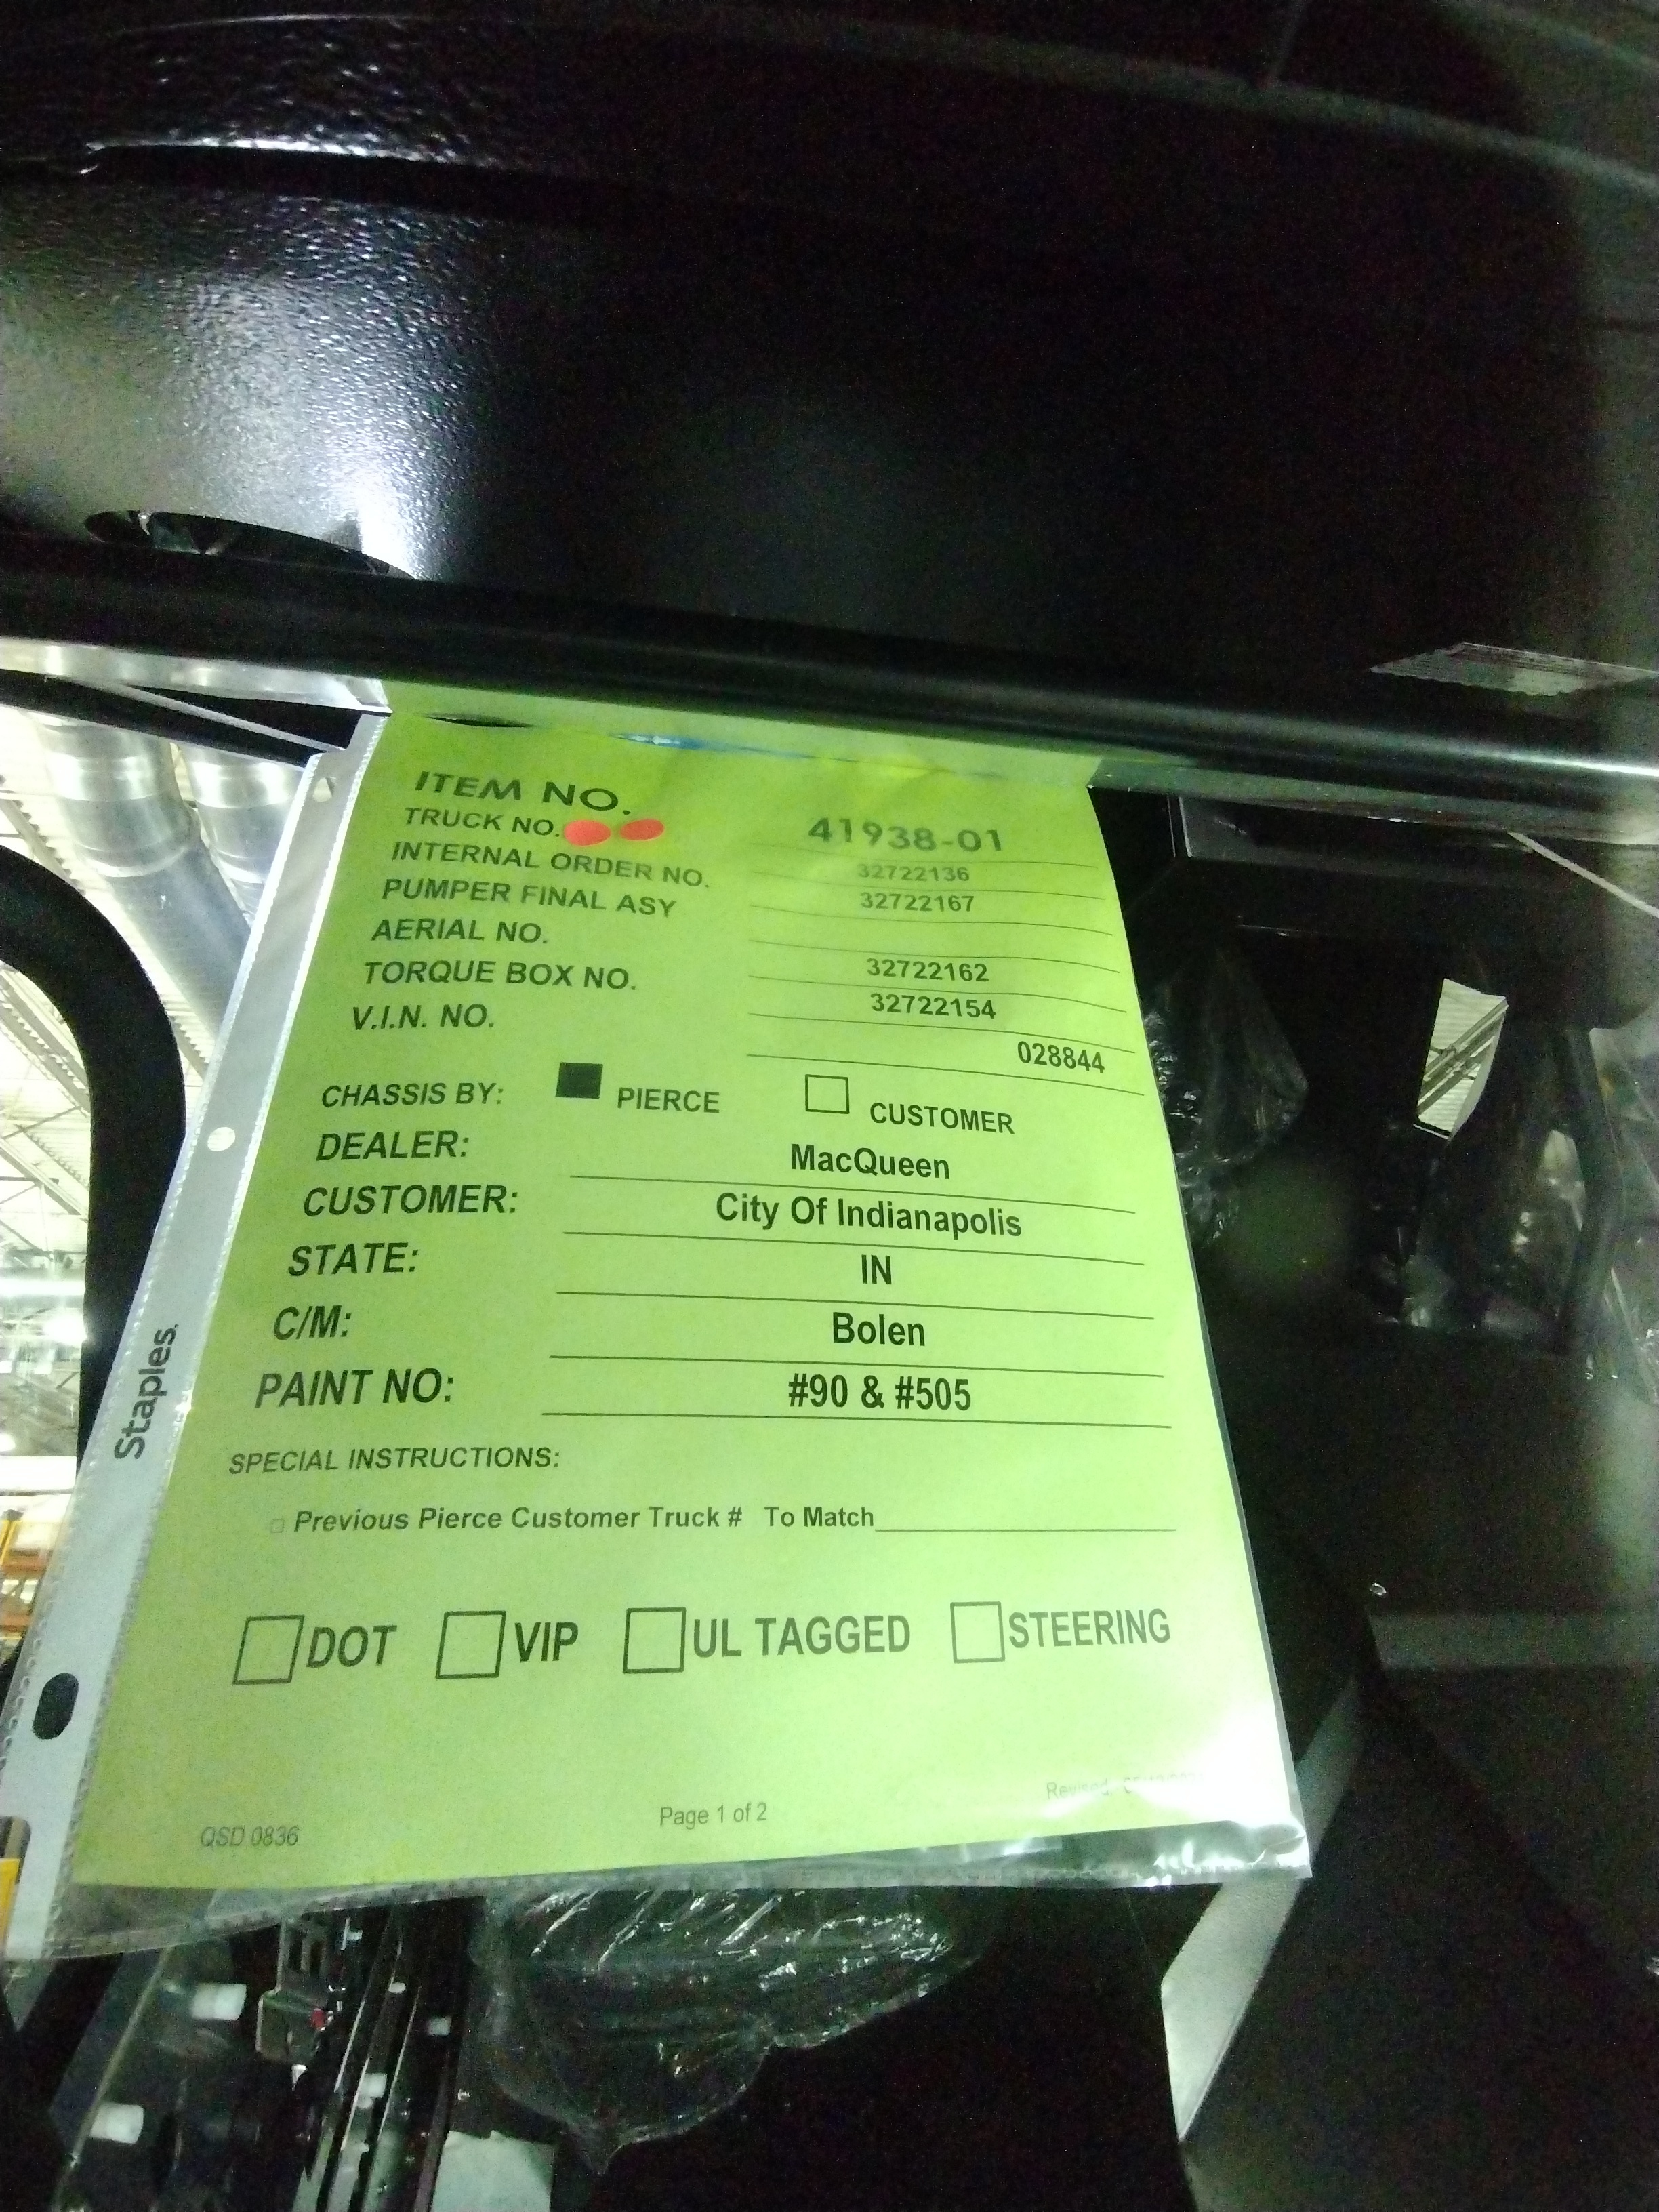 ITEM NO. 41938-01
TRUCK NO. 32722136
INTERNAL ORDER NO. 32722167
PUMPER FINAL ASY
AERIAL NO. 32722162
TORQUE BOX NO. 32722154
V.I.N. NO. 028844
CHASSIS BY: PIERCE CUSTOMER
DEALER: MacQueen
CUSTOMER: City Of Indianapolis
STATE: IN
C/M: Bolen
PAINT NO: #90 & #505
SPECIAL INSTRUCTIONS:
Previous Pierce Customer Truck # To Match
DOT VIP UL TAGGED STEERING
Revised:
QSD 0836 Page 1 of 2
Staples